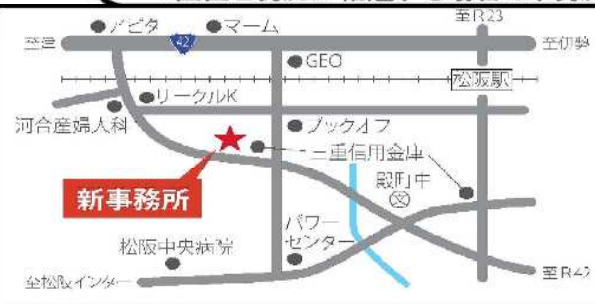 アピタ
マーム
至R23
至津
42
至伊勢
GEO
松阪駅
サークルK
河合産婦人科
ブックオフ
三重信用金庫
殿町中
文
新事務所
パワー
センター
松阪中央病院
至松阪インター
至R42